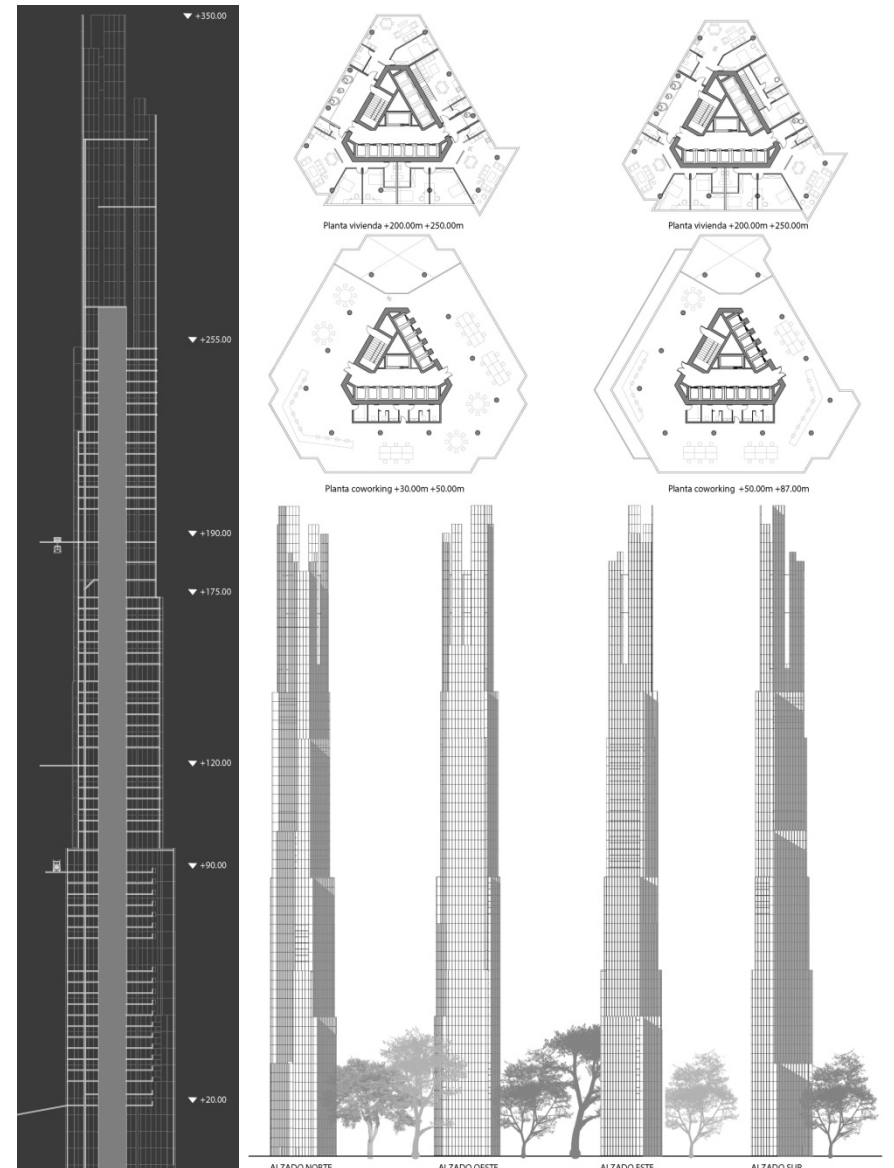 +350.00
+255.00
+190.00
+175.00
+120.00
+90.00
+20.00
Planta vivienda +200.00m +250.00m
Planta vivienda +200.00m +250.00m
Planta coworking +30.00m +50.00m
Planta coworking +50.00m +87.00m
ALZADO NORTE
ALZADO OESTE
ALZADO ESTE
ALZADO SUR